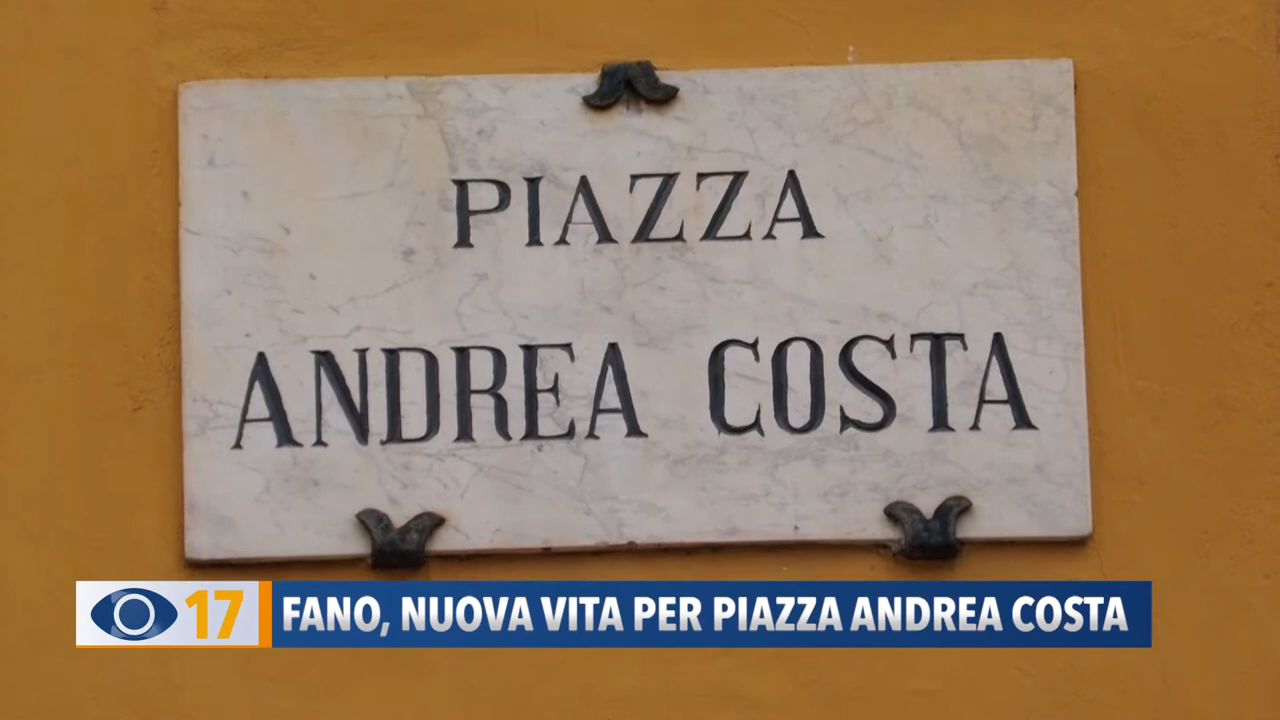 PIAZZA
ANDREA COSTA
17
FANO, NUOVA VITA PER PIAZZA ANDREA COSTA